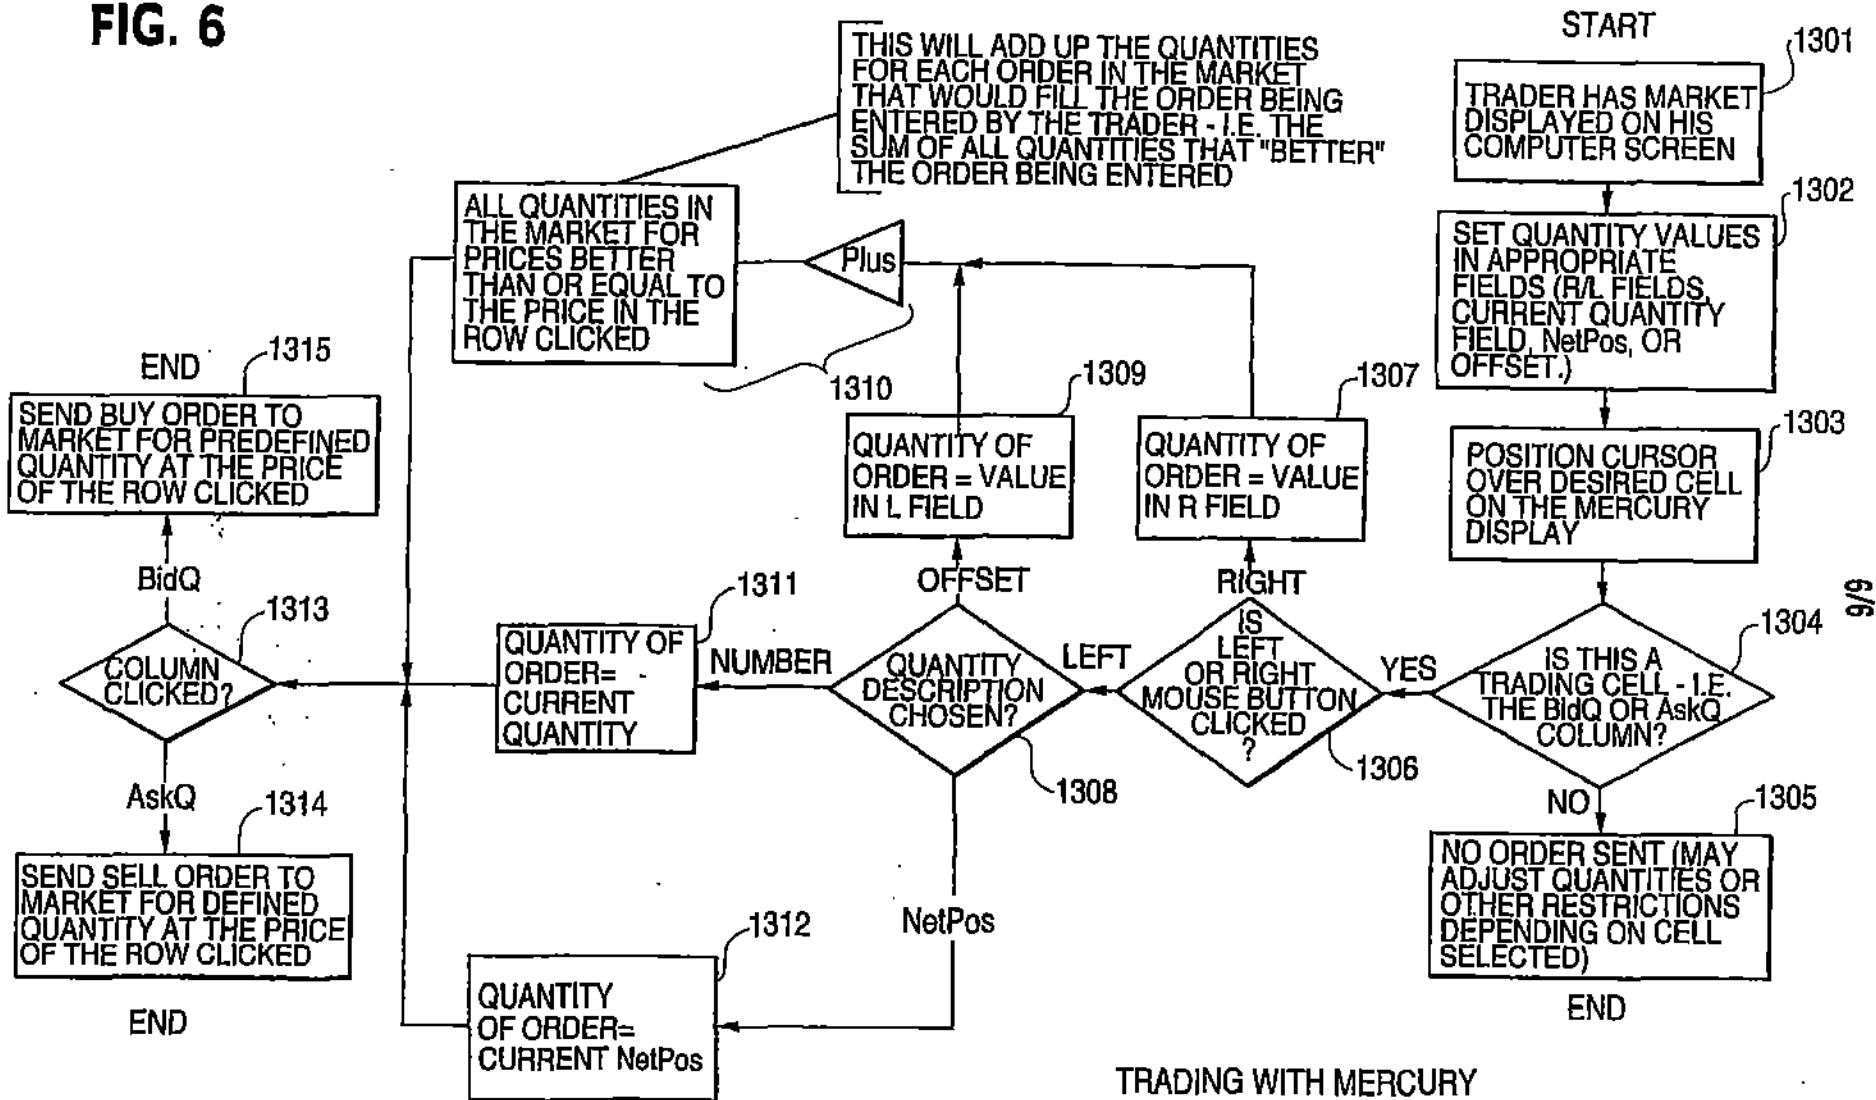 FIG. 6
START
1301
TRADER HAS MARKET
DISPLAYED ON HIS
COMPUTER SCREEN
1302
SET QUANTITY VALUES
IN APPROPRIATE
FIELDS (R/L FIELDS,
CURRENT QUANTITY
FIELD, NetPos, OR
OFFSET.)
1303
POSITION CURSOR
OVER DESIRED CELL
ON THE MERCURY
DISPLAY
1304
IS THIS A
TRADING CELL - I.E.
THE BidQ OR AskQ
COLUMN?
NO
1305
NO ORDER SENT (MAY
ADJUST QUANTITIES OR
OTHER RESTRICTIONS
DEPENDING ON CELL
SELECTED)
END
YES
IS
LEFT
OR RIGHT
MOUSE BUTTON
CLICKED
?
1306
RIGHT
1307
QUANTITY OF
ORDER = VALUE
IN R FIELD
LEFT
QUANTITY
DESCRIPTION
CHOSEN?
1308
OFFSET
1309
QUANTITY OF
ORDER = VALUE
IN L FIELD
Plus
1310
ALL QUANTITIES IN
THE MARKET FOR
PRICES BETTER
THAN OR EQUAL TO
THE PRICE IN THE
ROW CLICKED
THIS WILL ADD UP THE QUANTITIES
FOR EACH ORDER IN THE MARKET
THAT WOULD FILL THE ORDER BEING
ENTERED BY THE TRADER - I.E. THE
SUM OF ALL QUANTITIES THAT "BETTER"
THE ORDER BEING ENTERED
NUMBER
1311
QUANTITY OF
ORDER=
CURRENT
QUANTITY
NetPos
1312
QUANTITY
OF ORDER=
CURRENT NetPos
1313
COLUMN
CLICKED?
BidQ
END
1315
SEND BUY ORDER TO
MARKET FOR PREDEFINED
QUANTITY AT THE PRICE
OF THE ROW CLICKED
AskQ
1314
SEND SELL ORDER TO
MARKET FOR DEFINED
QUANTITY AT THE PRICE
OF THE ROW CLICKED
END
TRADING WITH MERCURY
9/9